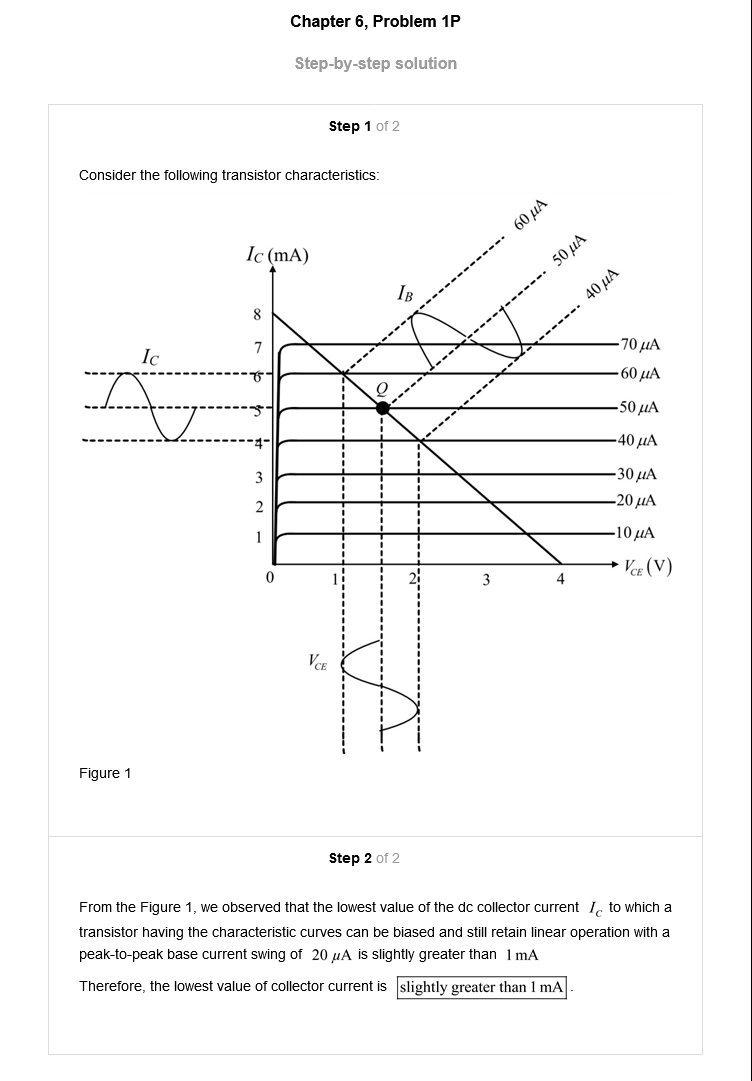 Chapter 6, Problem 1P
Step-by-step solution
Step 1 of 2
Consider the following transistor characteristics:
60 μA
50 μA
40 μA
I_C (mA)
I_B
8
7
70 μA
I_C
6
60 μA
Q
5
50 μA
4
40 μA
3
30 μA
2
20 μA
1
10 μA
0
1
2
3
4
V_CE (V)
V_CE
Figure 1
Step 2 of 2
From the Figure 1, we observed that the lowest value of the dc collector current I_C to which a
transistor having the characteristic curves can be biased and still retain linear operation with a
peak-to-peak base current swing of 20 μA is slightly greater than 1 mA
Therefore, the lowest value of collector current is slightly greater than 1 mA .